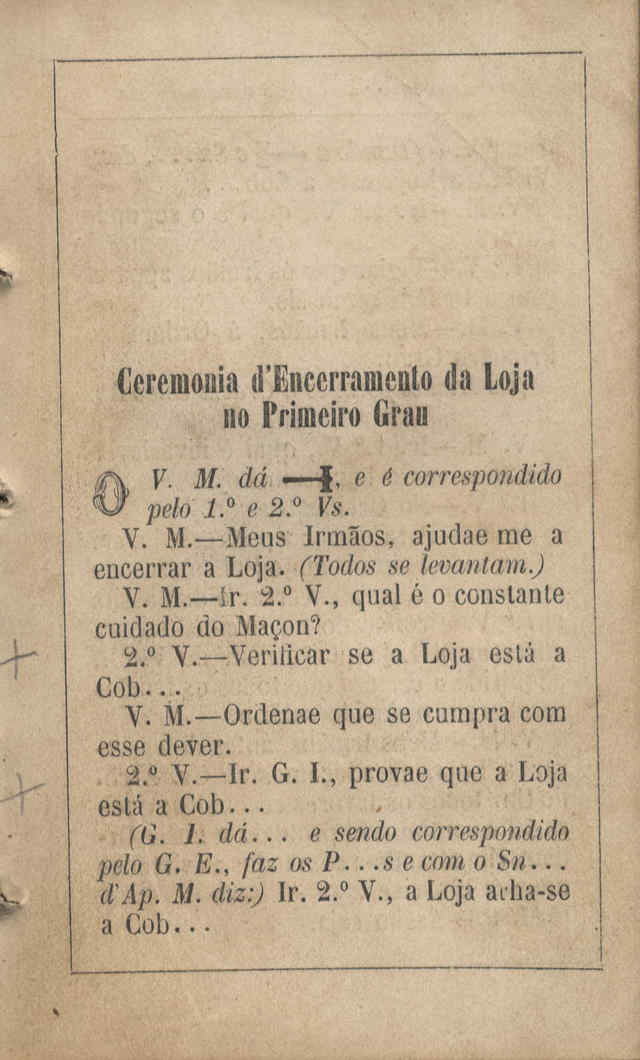 Ceremonia d'Encerramento da Loja
no Primeiro Grau
O V. M. dá, e é correspondido
pelo 1.º e 2.º Vs.
V. M.—Meus Irmãos, ajudae me a
encerrar a Loja. (Todos se levantam.)
V. M.—Ir. 2.º V., qual é o constante
cuidado do Maçon?
2.º V.—Verificar se a Loja está a
Cob...
V. M.—Ordenae que se cumpra com
esse dever.
2.º V.—Ir. G. I., provae que a Loja
está a Cob...
(G. I. dá... e sendo correspondido
pelo G. E., faz os P...s e com o Sn...
d'Ap. M. diz:) Ir. 2.º V., a Loja acha-se
a Cob...